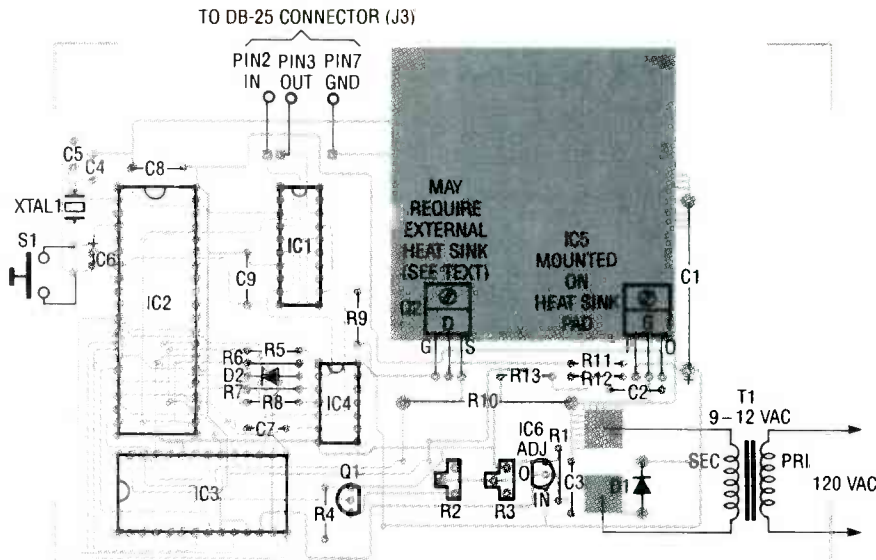 TO DB-25 CONNECTOR (J3)
PIN2 PIN3 PIN7
IN OUT GND
C5
C4
C8
XTAL1
S1
C6
IC2
IC1
C9
R9
MAY
REQUIRE
EXTERNAL
HEAT SINK
(SEE TEXT)
IC5
MOUNTED
ON
HEAT SINK
PAD
C1
Q2
D
G
S
G
I
O
R5
R6
D2
R7
R8
C7
IC4
R11
R13
R12
C2
R10
T1
9-12 VAC
IC6
ADJ
O
IN
R1
C3
D1
SEC
PRI
120 VAC
IC3
R4
Q1
R2
R3